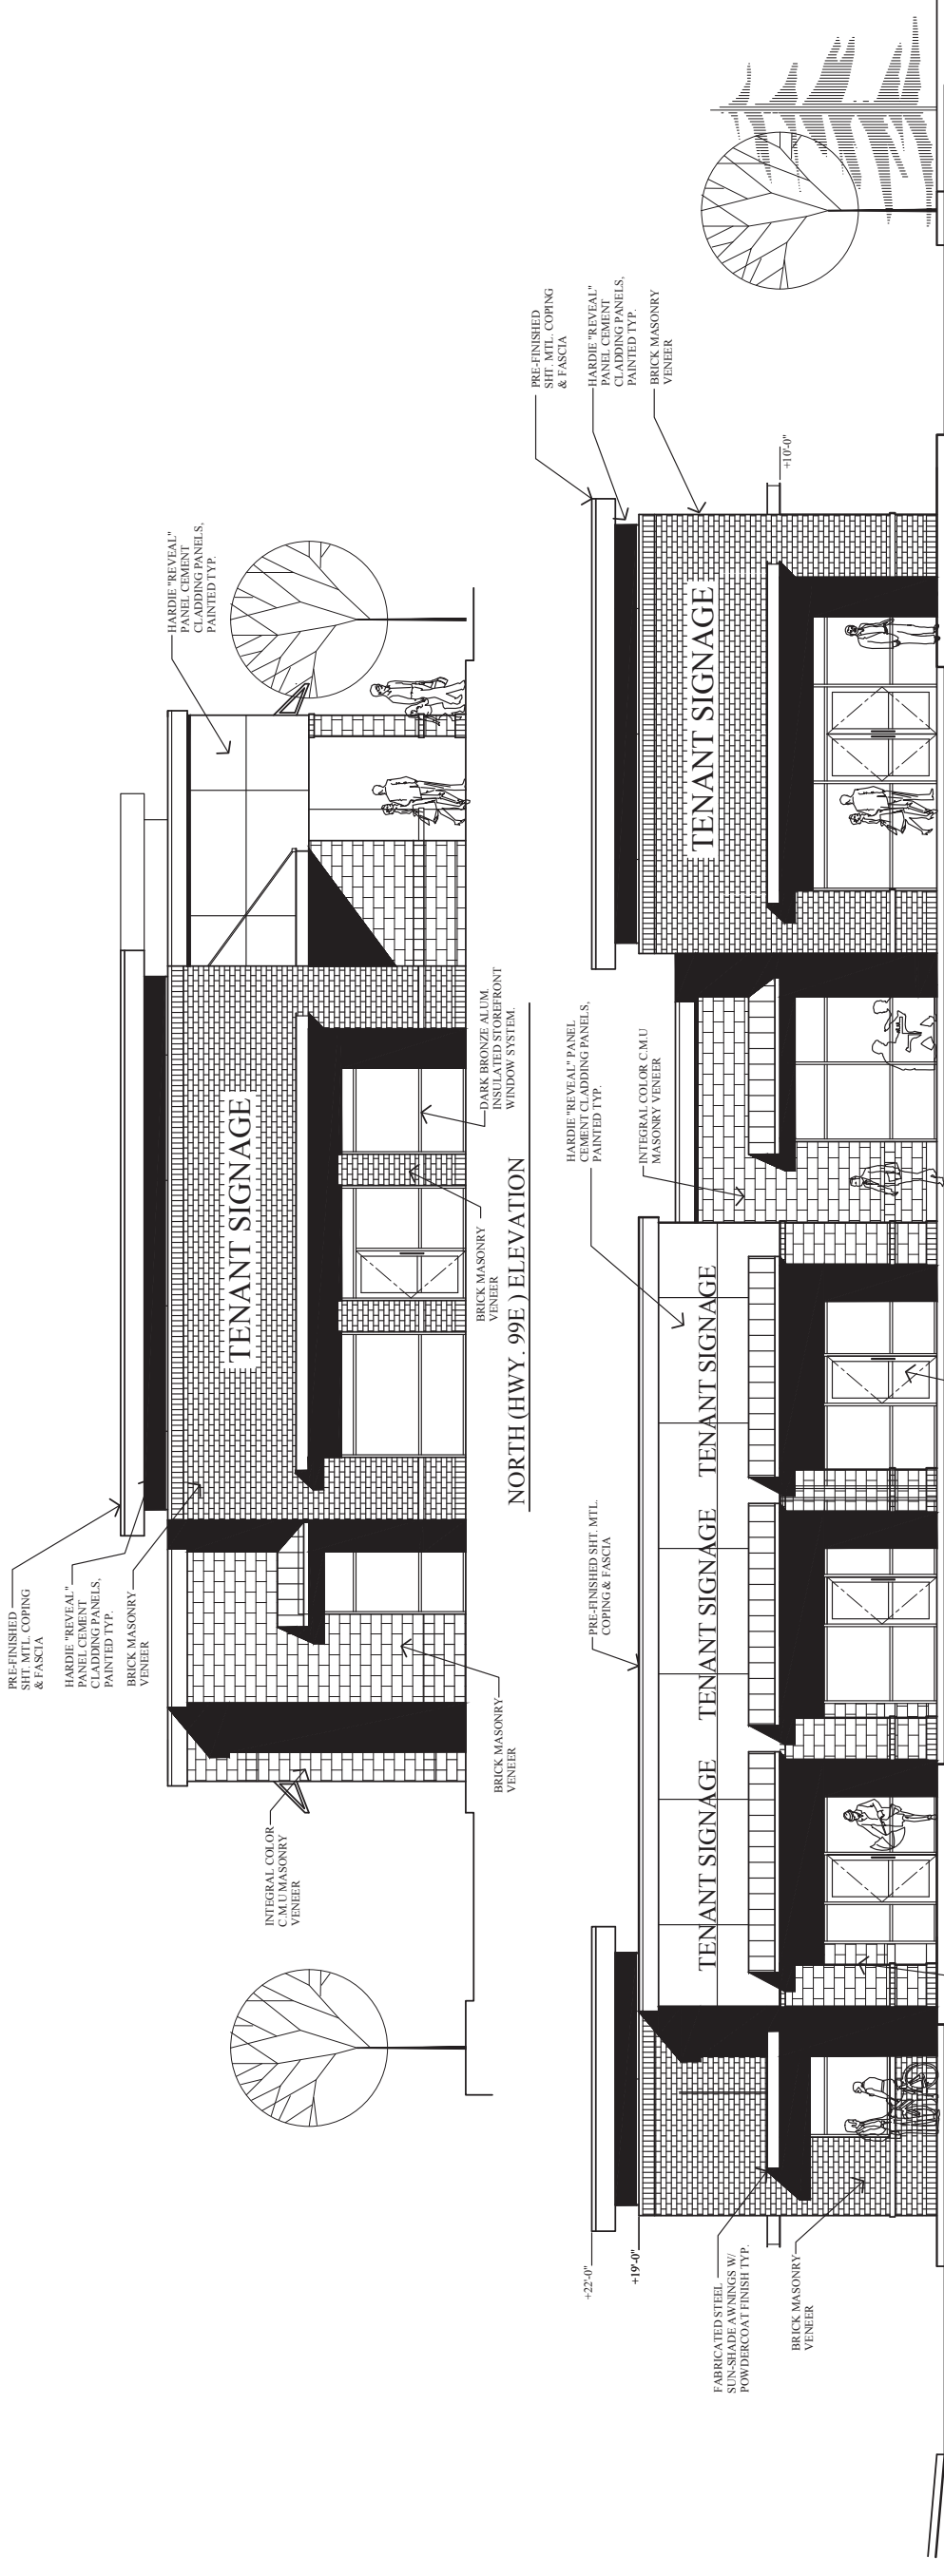 PRE-FINISHED
SHT. MTL. COPING
& FASCIA
HARDIE "REVEAL"
PANEL CEMENT
CLADDING PANELS,
PAINTED TYP.
BRICK MASONRY
VENEER
INTEGRAL COLOR
C.M.U MASONRY
VENEER
BRICK MASONRY
VENEER
TENANT SIGNAGE
BRICK MASONRY
VENEER
DARK BRONZE ALUM.
INSULATED STOREFRONT
WINDOW SYSTEM.
HARDIE "REVEAL"
PANEL CEMENT
CLADDING PANELS,
PAINTED TYP.
NORTH (HWY. 99E ) ELEVATION
+22'-0"
+19'-0"
FABRICATED STEEL
SUN-SHADE AWNINGS W/
POWDERCOAT FINISH TYP.
BRICK MASONRY
VENEER
PRE-FINISHED SHT. MTL.
COPING & FASCIA
TENANT SIGNAGE
TENANT SIGNAGE
TENANT SIGNAGE
HARDIE "REVEAL" PANEL
CEMENT CLADDING PANELS,
PAINTED TYP.
INTEGRAL COLOR C.M.U
MASONRY VENEER
TENANT SIGNAGE
PRE-FINISHED
SHT. MTL. COPING
& FASCIA
HARDIE "REVEAL"
PANEL CEMENT
CLADDING PANELS,
PAINTED TYP.
BRICK MASONRY
VENEER
+10'-0"